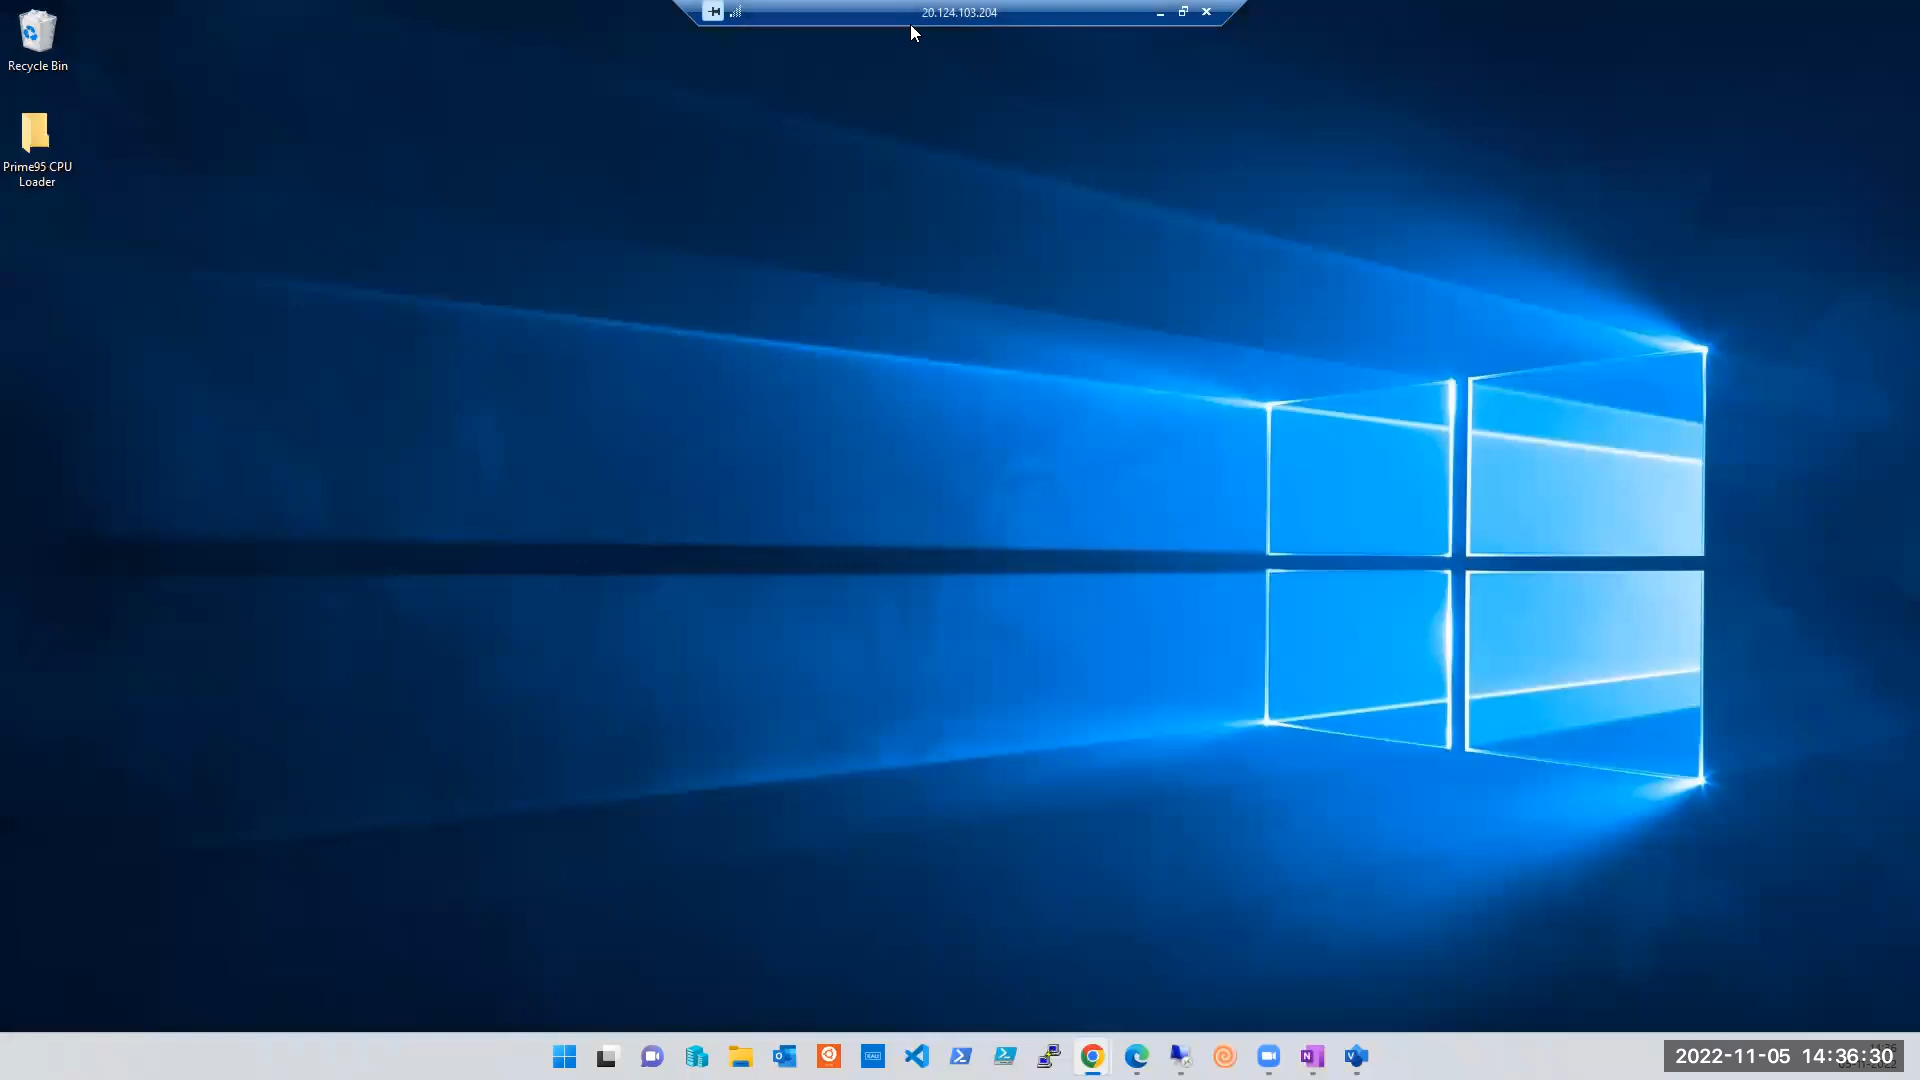 20.124.103.204
Recycle Bin
Prime95 CPU
Loader
2022-11-05 14:36:30